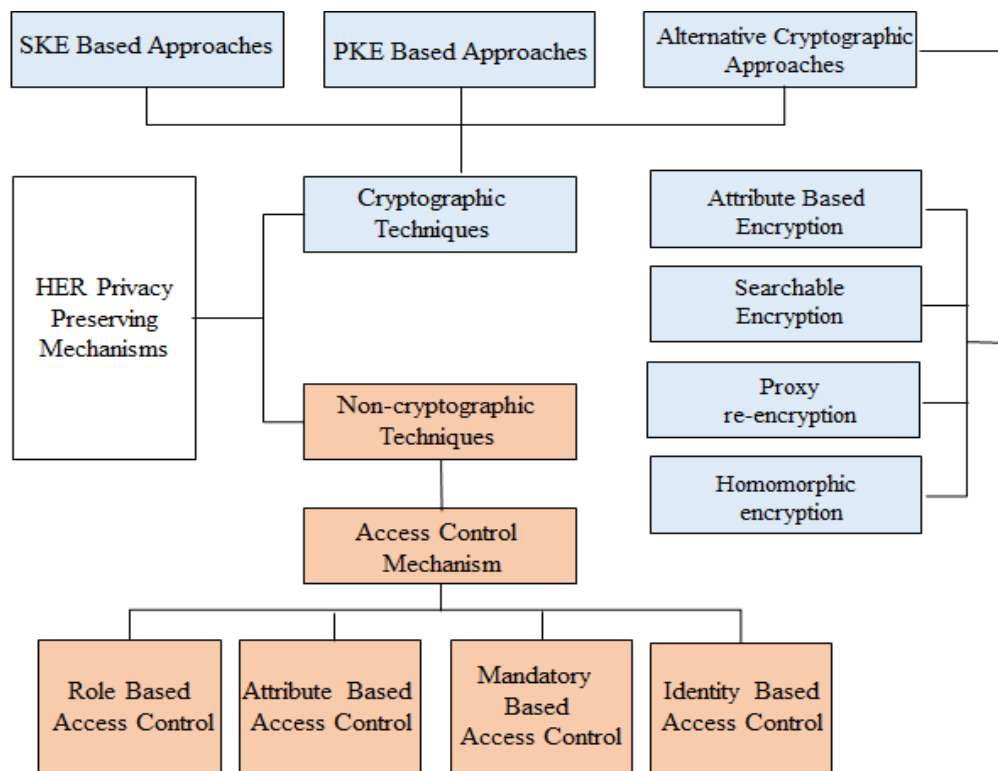 SKE Based Approaches
PKE Based Approaches
Alternative Cryptographic
Approaches
Cryptographic
Techniques
Attribute Based
Encryption
HER Privacy
Preserving
Mechanisms
Searchable
Encryption
Proxy
re-encryption
Non-cryptographic
Techniques
Homomorphic
encryption
Access Control
Mechanism
Role Based
Access Control
Attribute Based
Access Control
Mandatory
Based
Access Control
Identity Based
Access Control